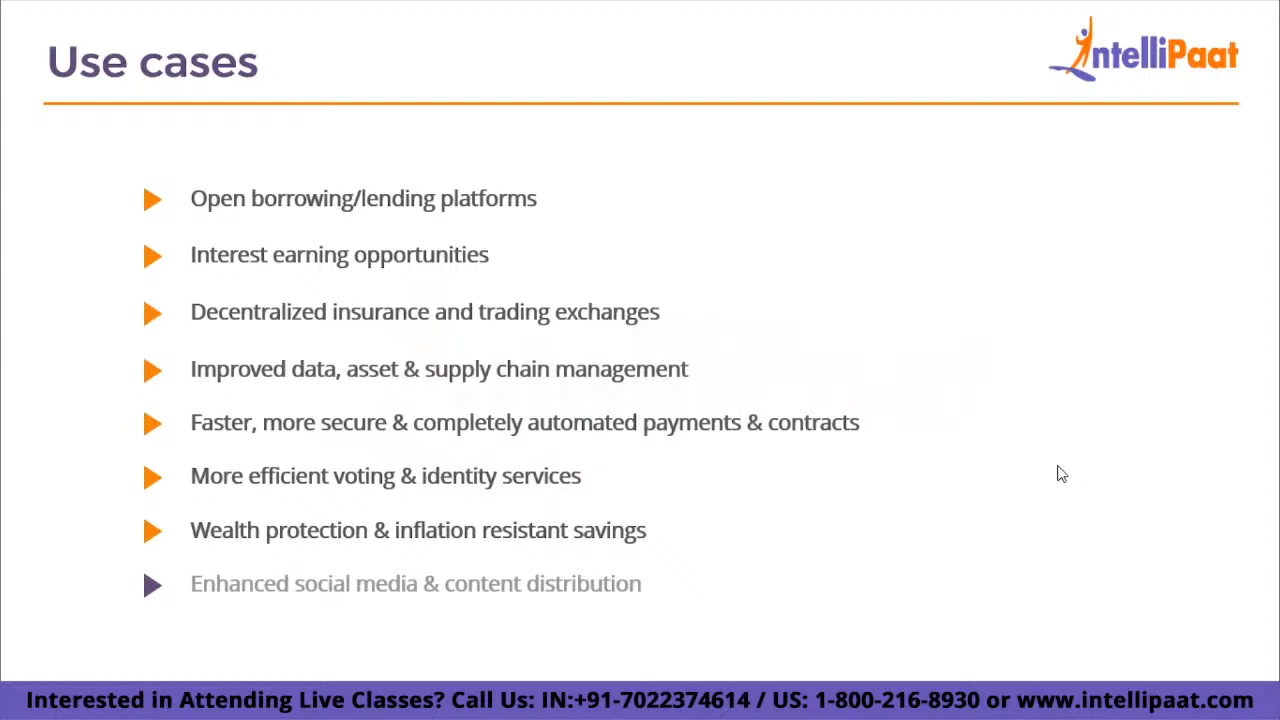 Use cases
IntelliPaat
Open borrowing/lending platforms
Interest earning opportunities
Decentralized insurance and trading exchanges
Improved data, asset & supply chain management
Faster, more secure & completely automated payments & contracts
More efficient voting & identity services
Wealth protection & inflation resistant savings
Enhanced social media & content distribution
Interested in Attending Live Classes? Call Us: IN:+91-7022374614 / US: 1-800-216-8930 or www.intellipaat.com